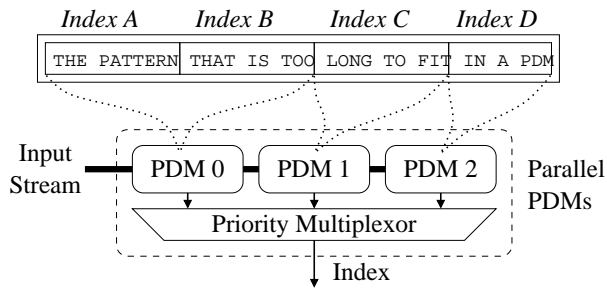 Index A Index B Index C Index D
THE PATTERN THAT IS TOO LONG TO FIT IN A PDM
Input Stream
PDM 0 PDM 1 PDM 2
Parallel PDMs
Priority Multiplexor
Index